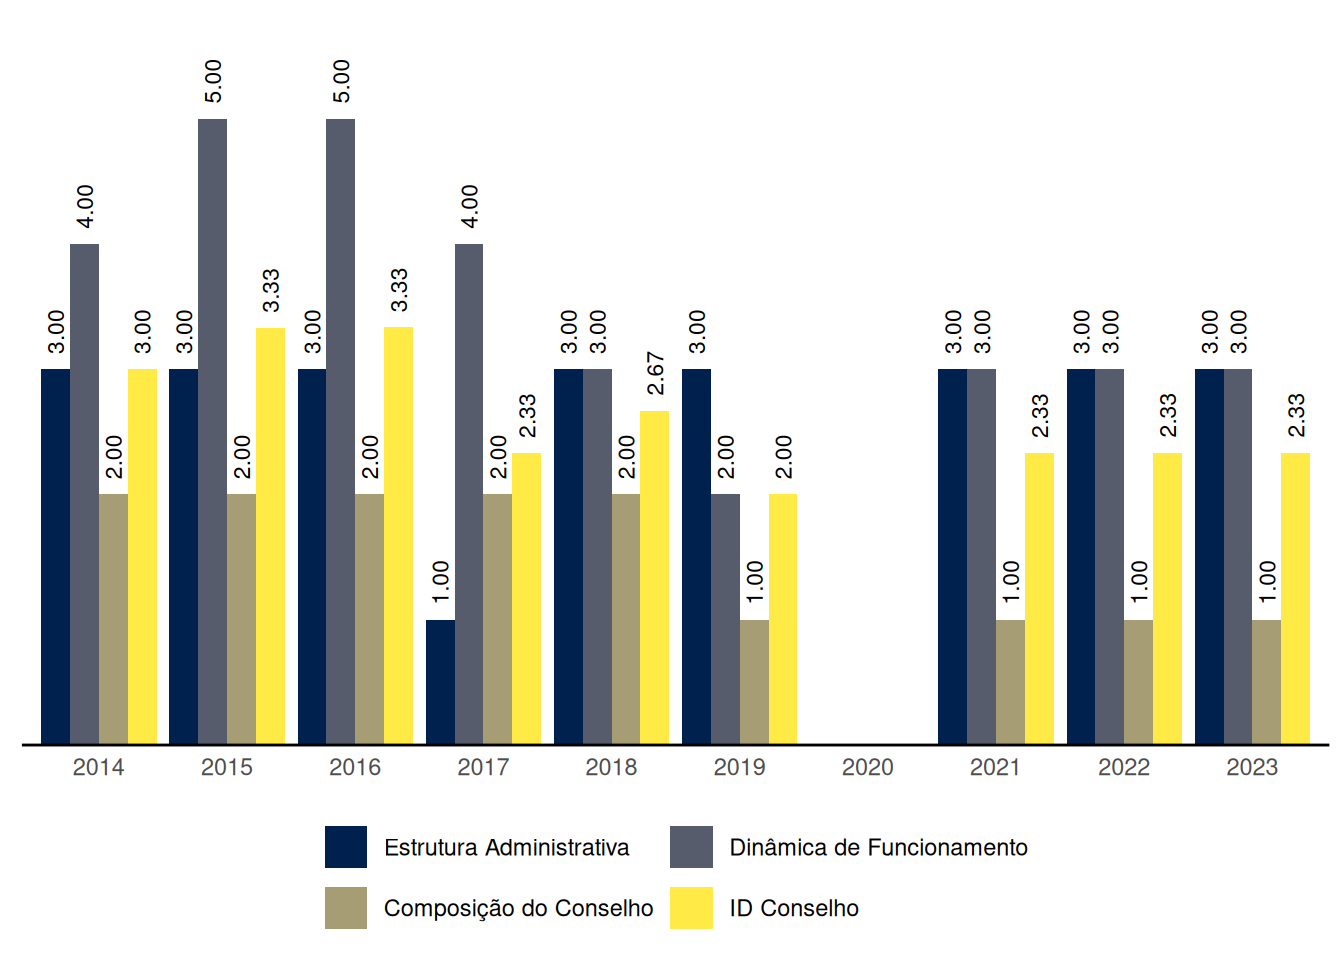 3.00 4.00 2.00 3.00
3.00 5.00 2.00 3.33
3.00 5.00 2.00 3.33
1.00 4.00 2.00 2.33
3.00 3.00 2.00 2.67
3.00 2.00 1.00 2.00
3.00 3.00 1.00 2.33
3.00 3.00 1.00 2.33
3.00 3.00 1.00 2.33
2014 2015 2016 2017 2018 2019 2020 2021 2022 2023
Estrutura Administrativa Dinâmica de Funcionamento
Composição do Conselho ID Conselho